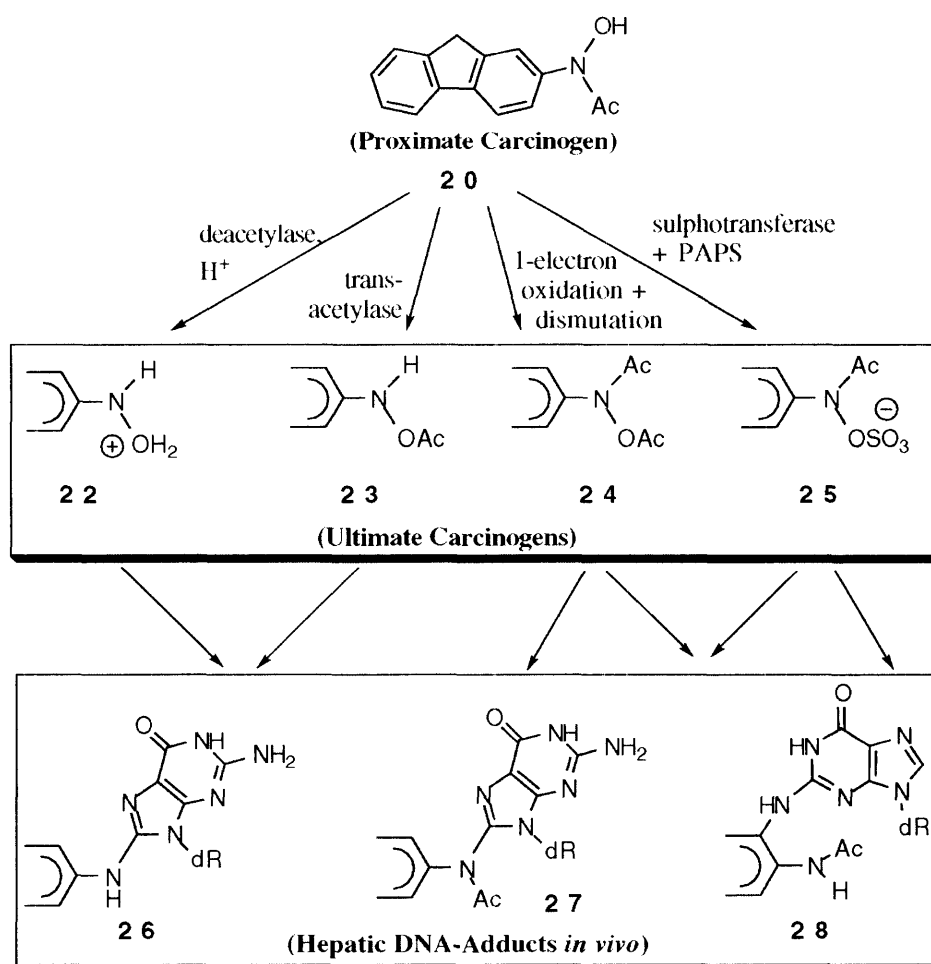 OH
N
Ac
(Proximate Carcinogen)
20
deacetylase,
H+
trans-
acetylase
1-electron
oxidation +
dismutation
sulphotransferase
+ PAPS
H
N
⊕ OH2
22
H
N
OAc
23
Ac
N
OAc
24
Ac
N ⊖
OSO3
25
(Ultimate Carcinogens)
O
NH
NH2
N
N
N
dR
N
H
26
O
NH
NH2
N
N
N
dR
N
Ac
27
O
HN
N
N
N
dR
HN
Ac
N
H
28
(Hepatic DNA-Adducts in vivo)